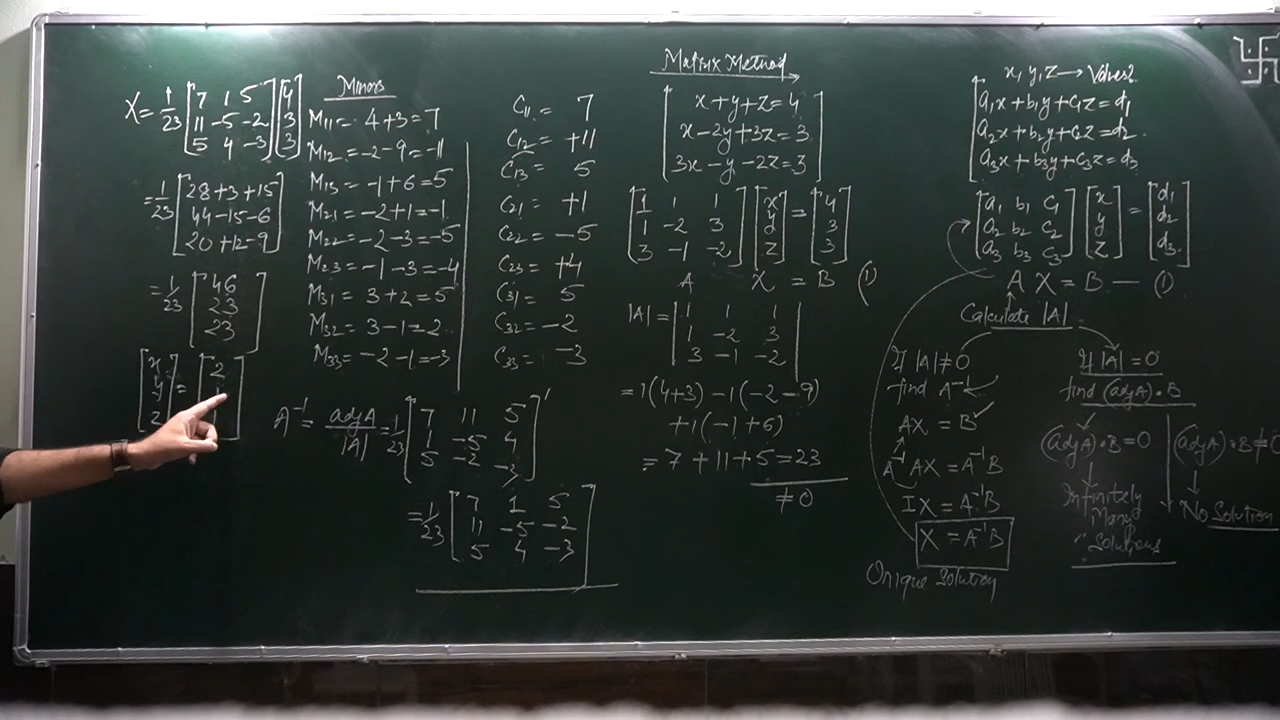 Matrix Method
x+y+z=4
x-2y+3z=3
3x-y-2z=3
[1 1 1] [x] = [4]
[1 -2 3] [y] = [3]
[3 -1 -2] [z] = [3]
A X = B (1)
|A| = |1 1 1|
|1 -2 3|
|3 -1 -2|
=1(4+3)-1(-2-9)
+1(-1+6)
=7+11+5=23
≠0
x, y, z → Values?
a₁x+b₁y+c₁z=d₁
a₂x+b₂y+c₂z=d₂
a₃x+b₃y+c₃z=d₃
[a₁ b₁ c₁] [x] = [d₁]
[a₂ b₂ c₂] [y] = [d₂]
[a₃ b₃ c₃] [z] = [d₃]
A X = B — (1)
Calculate |A|
If |A|≠0
find A⁻¹
AX = B
A⁻¹AX = A⁻¹B
IX = A⁻¹B
X = A⁻¹B
Unique Solution
If |A|=0
find (adj A)·B
(adj A)·B=0
Infinitely
Many
Solutions
(adj A)·B≠0
No Solution
Minors
M₁₁= 4+3=7
M₁₂=-2-9=-11
M₁₃=-1+6=5
M₂₁=-2+1=-1
M₂₂=-2-3=-5
M₂₃=-1-3=-4
M₃₁= 3+2=5
M₃₂= 3-1=2
M₃₃=-2-1=-3
C₁₁= 7
C₁₂= +11
C₁₃= 5
C₂₁= +1
C₂₂= -5
C₂₃= +4
C₃₁= 5
C₃₂= -2
C₃₃= -3
A⁻¹ = adj A/|A| = 1/23 [7 11 5]'
[1 -5 4]
[5 -2 -3]
= 1/23 [7 1 5]
[11 -5 -2]
[5 4 -3]
X= 1/23 [7 1 5] [4]
[11 -5 -2] [3]
[5 4 -3] [3]
= 1/23 [28+3+15]
[44-15-6]
[20+12-9]
= 1/23 [46]
[23]
[23]
[x] = [2]
[y] = [1]
[z] = [1]